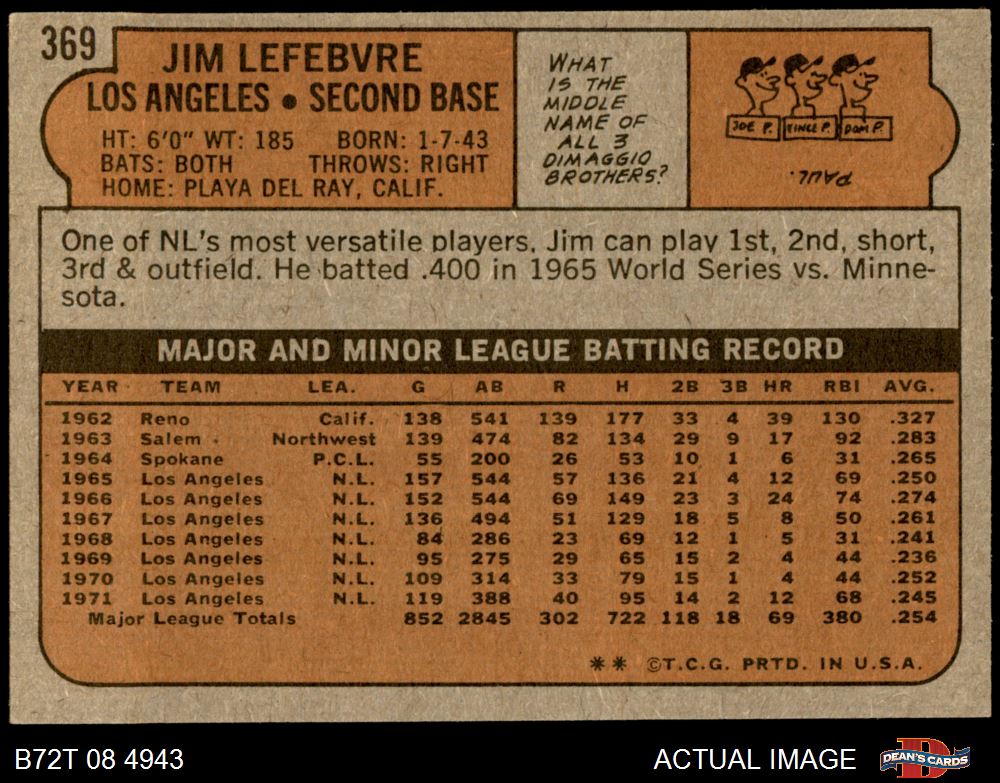 369
JIM LEFEBVRE
LOS ANGELES • SECOND BASE
HT: 6'0" WT: 185 BORN: 1-7-43
BATS: BOTH THROWS: RIGHT
HOME: PLAYA DEL RAY, CALIF.
WHAT
IS THE
MIDDLE
NAME OF
ALL 3
DIMAGGIO
BROTHERS?
JOE P. VINCE P. DOM P.
PAUL.
One of NL's most versatile players. Jim can play 1st, 2nd, short,
3rd & outfield. He batted .400 in 1965 World Series vs. Minne-
sota.
MAJOR AND MINOR LEAGUE BATTING RECORD
YEAR TEAM LEA. G AB R H 2B 3B HR RBI AVG.
1962 Reno Calif. 138 541 139 177 33 4 39 130 .327
1963 Salem Northwest 139 474 82 134 29 9 17 92 .283
1964 Spokane P.C.L. 55 200 26 53 10 1 6 31 .265
1965 Los Angeles N.L. 157 544 57 136 21 4 12 69 .250
1966 Los Angeles N.L. 152 544 69 149 23 3 24 74 .274
1967 Los Angeles N.L. 136 494 51 129 18 5 8 50 .261
1968 Los Angeles N.L. 84 286 23 69 12 1 5 31 .241
1969 Los Angeles N.L. 95 275 29 65 15 2 4 44 .236
1970 Los Angeles N.L. 109 314 33 79 15 1 4 44 .252
1971 Los Angeles N.L. 119 388 40 95 14 2 12 68 .245
Major League Totals 852 2845 302 722 118 18 69 380 .254
** ©T.C.G. PRTD. IN U.S.A.
B72T 08 4943 ACTUAL IMAGE DEAN'S CARDS